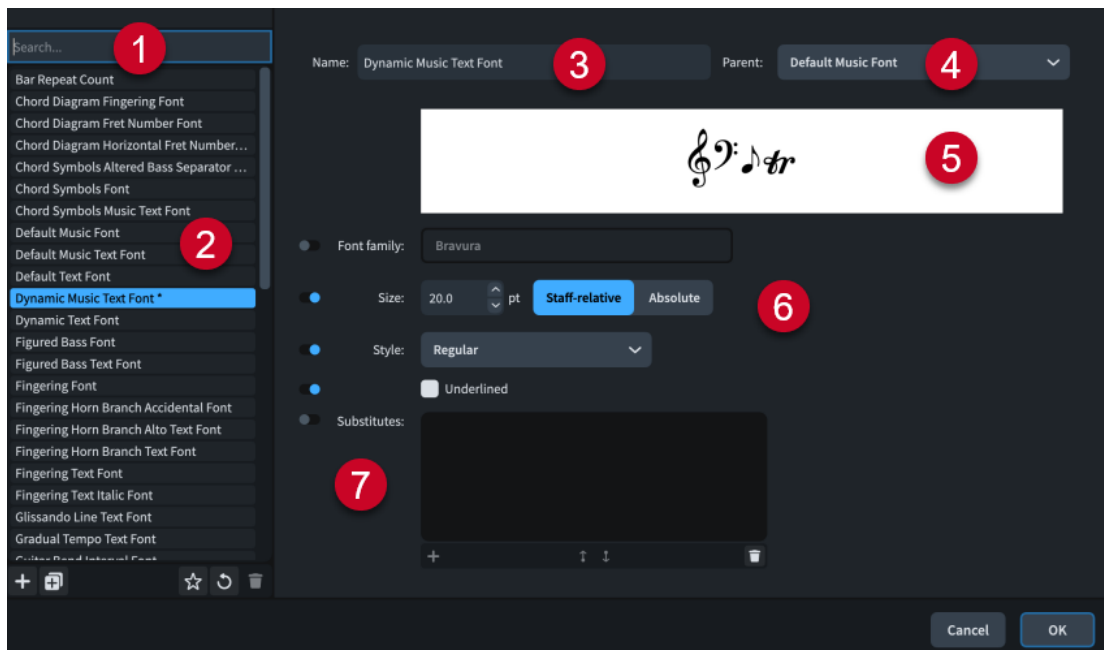 Search...
1
Bar Repeat Count
Chord Diagram Fingering Font
Chord Diagram Fret Number Font
Chord Diagram Horizontal Fret Number...
Chord Symbols Altered Bass Separator ...
Chord Symbols Font
Chord Symbols Music Text Font
Default Music Font
2
Default Music Text Font
Default Text Font
Dynamic Music Text Font *
Dynamic Text Font
Figured Bass Font
Figured Bass Text Font
Fingering Font
Fingering Horn Branch Accidental Font
Fingering Horn Branch Alto Text Font
Fingering Horn Branch Text Font
Fingering Text Font
Fingering Text Italic Font
Glissando Line Text Font
Gradual Tempo Text Font
Name: Dynamic Music Text Font 3 Parent: Default Music Font 4
tr 5
Font family: Bravura
Size: 20.0 pt Staff-relative Absolute 6
Style: Regular
Underlined
Substitutes:
7
Cancel OK